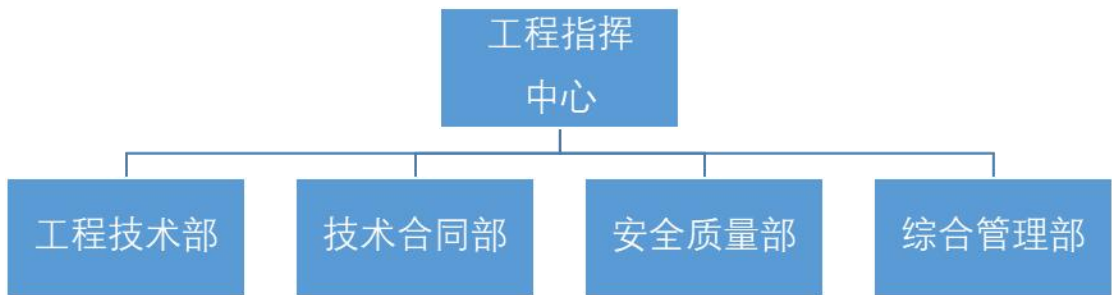 工程指挥
中心
工程技术部
技术合同部
安全质量部
综合管理部